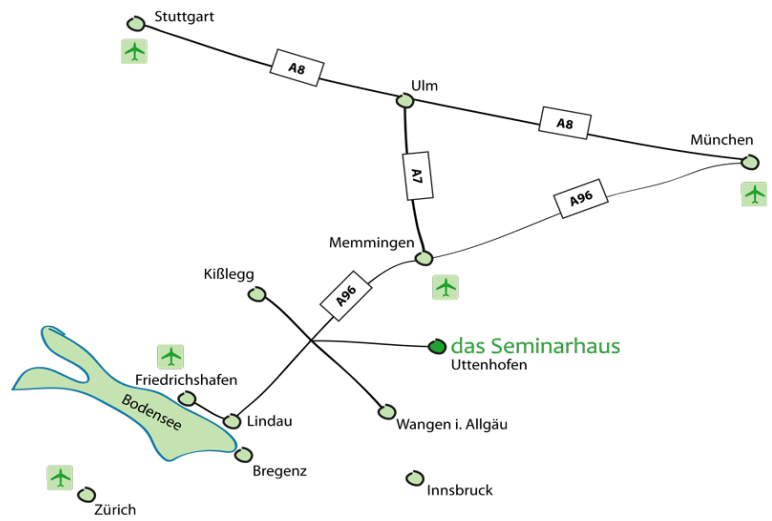 Stuttgart
A8
Ulm
A8
München
A7
A96
Memmingen
Kißlegg
A96
das Seminarhaus
Uttenhofen
Friedrichshafen
Bodensee
Lindau
Wangen i. Allgäu
Bregenz
Innsbruck
Zürich